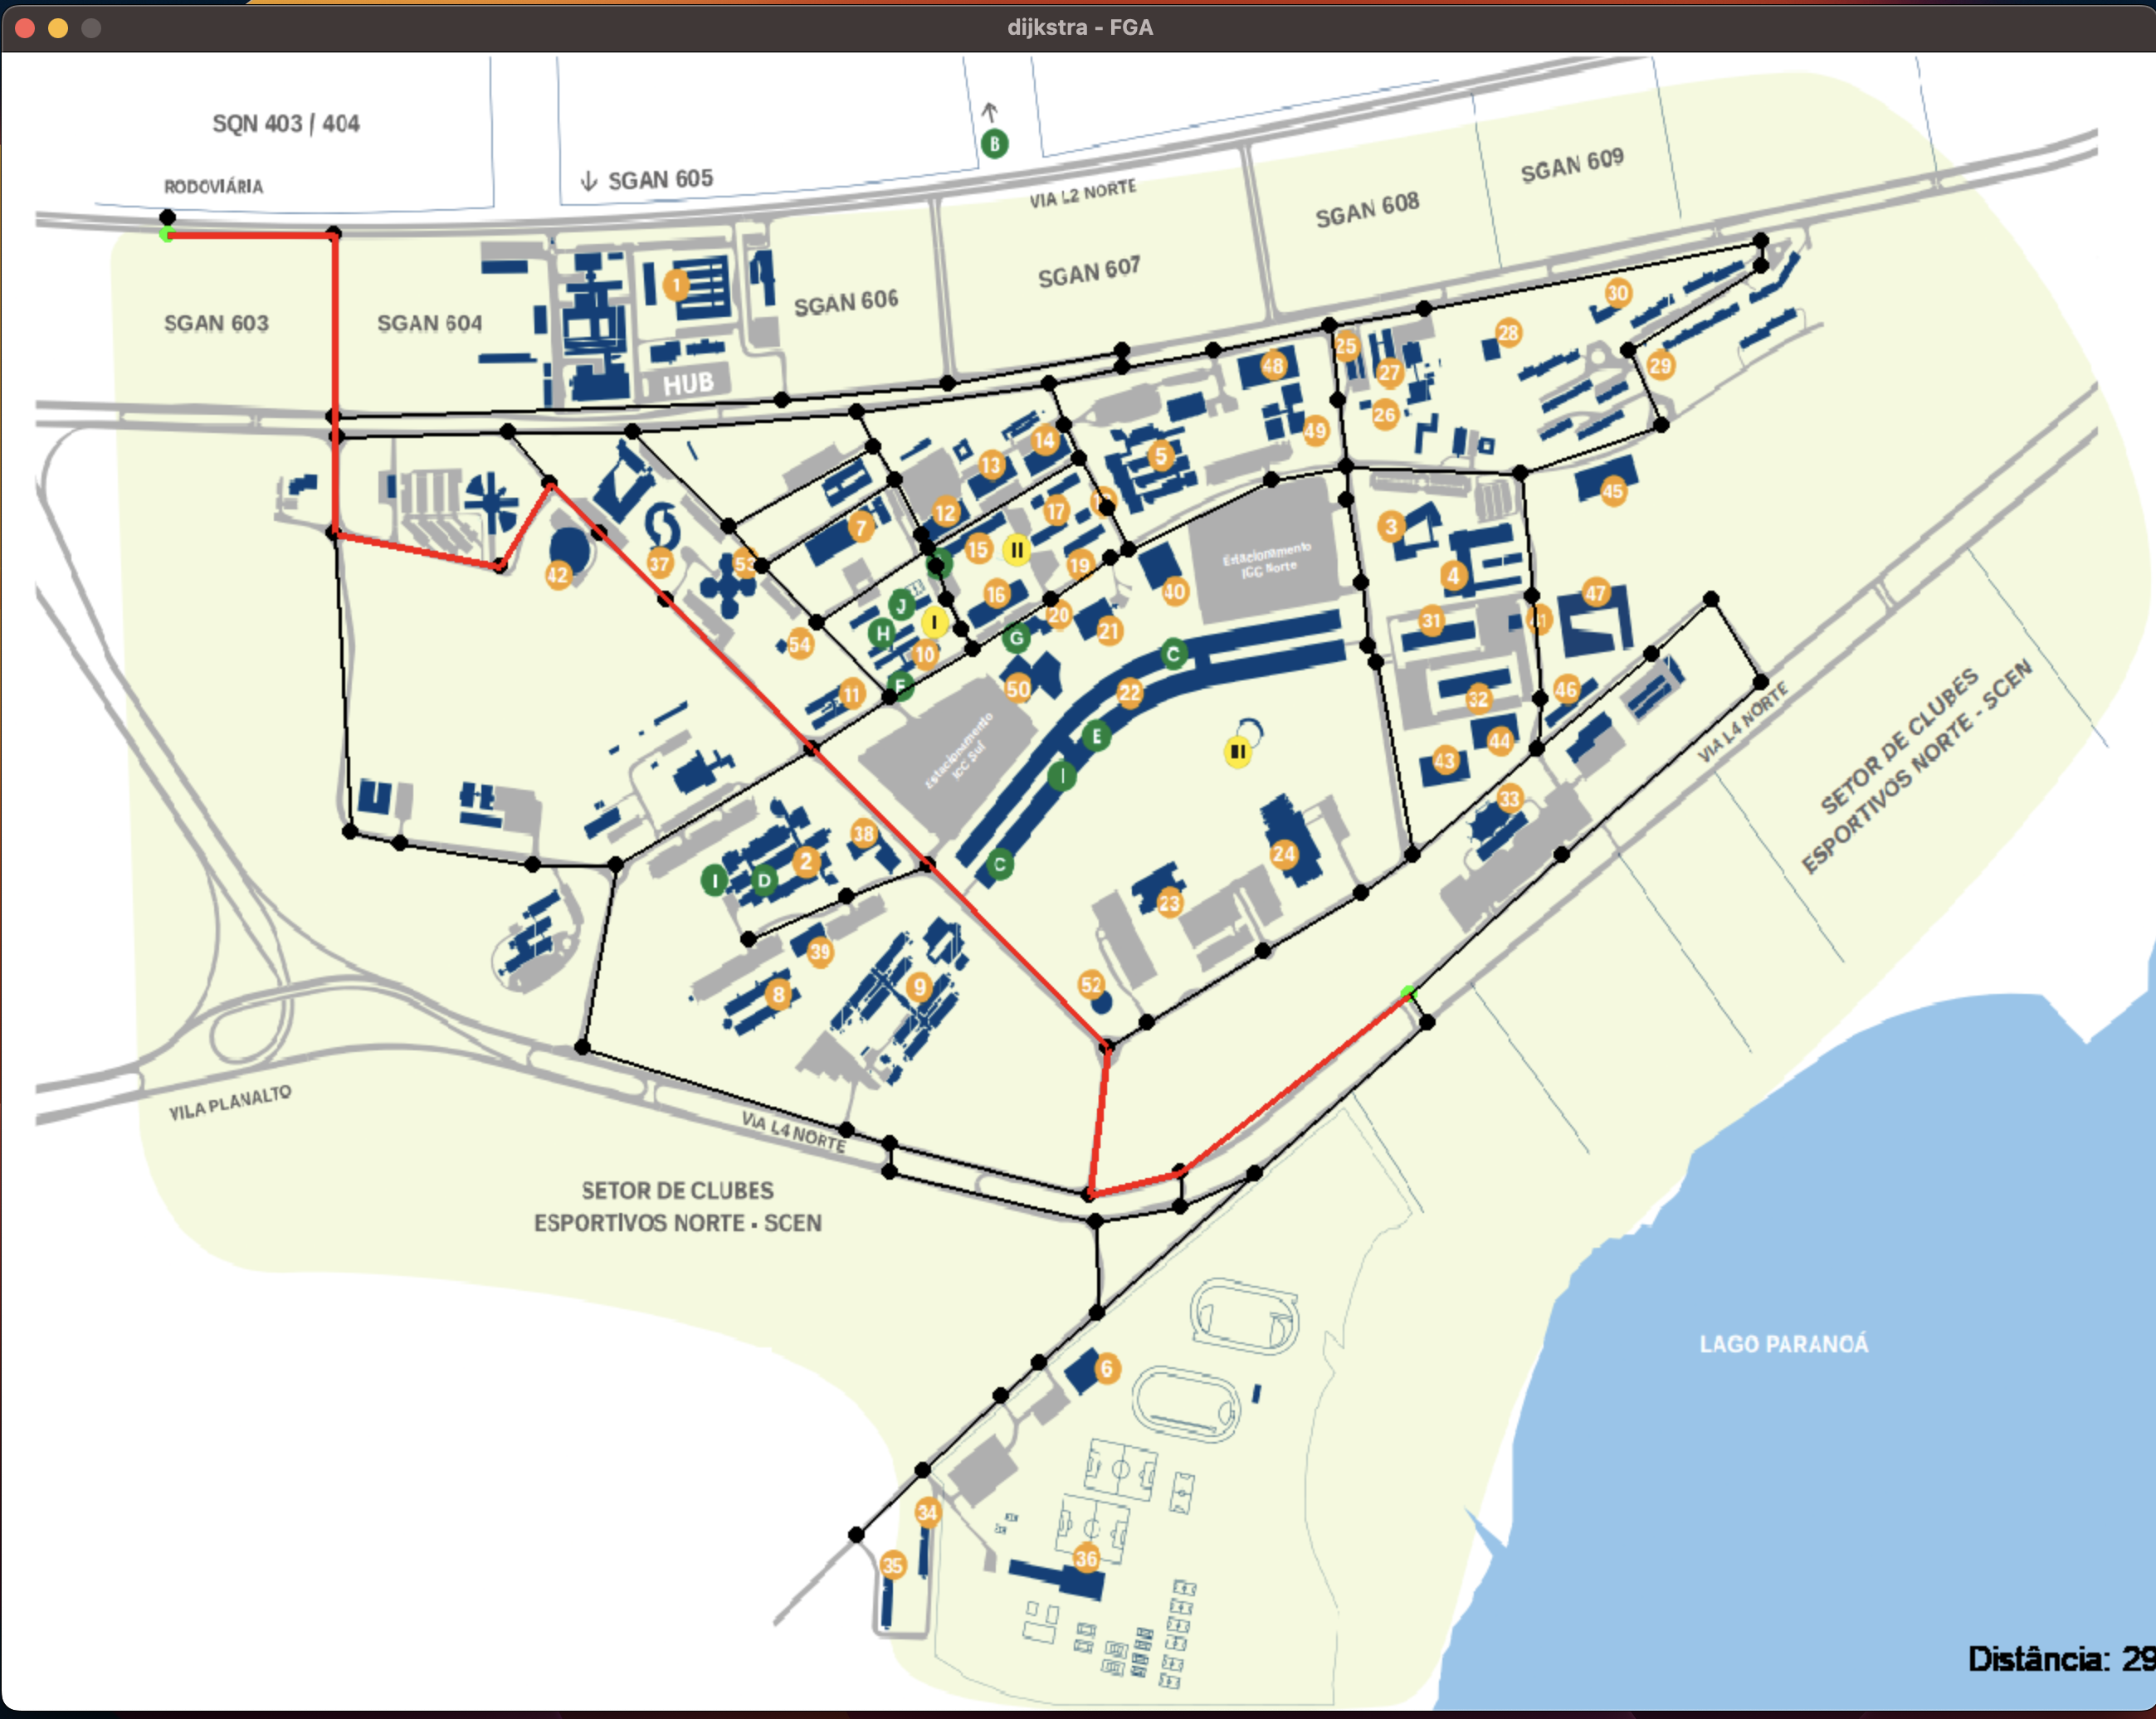 dijkstra - FGA
SQN 403 / 404
B
RODOVIÁRIA
↓ SGAN 605
VIA L2 NORTE
SGAN 609
SGAN 608
SGAN 607
SGAN 606
1
SGAN 603
SGAN 604
HUB
30
28
25
29
48
27
26
49
14
5
13
45
12
7
17
3
15
II
Estacionamento
ICC Norte
42
37
53
19
4
40
16
47
J
20
31
41
I
H
G
21
54
10
C
F
50
46
11
22
32
SETOR DE CLUBES
ESPORTIVOS NORTE - SCEN
VIA L4 NORTE
E
44
III
43
Estacionamento
ICC Sul
I
33
38
2
24
C
I
D
23
39
52
9
8
VILA PLANALTO
VIA L4 NORTE
SETOR DE CLUBES
ESPORTIVOS NORTE - SCEN
LAGO PARANOÁ
6
34
36
35
Distância: 29